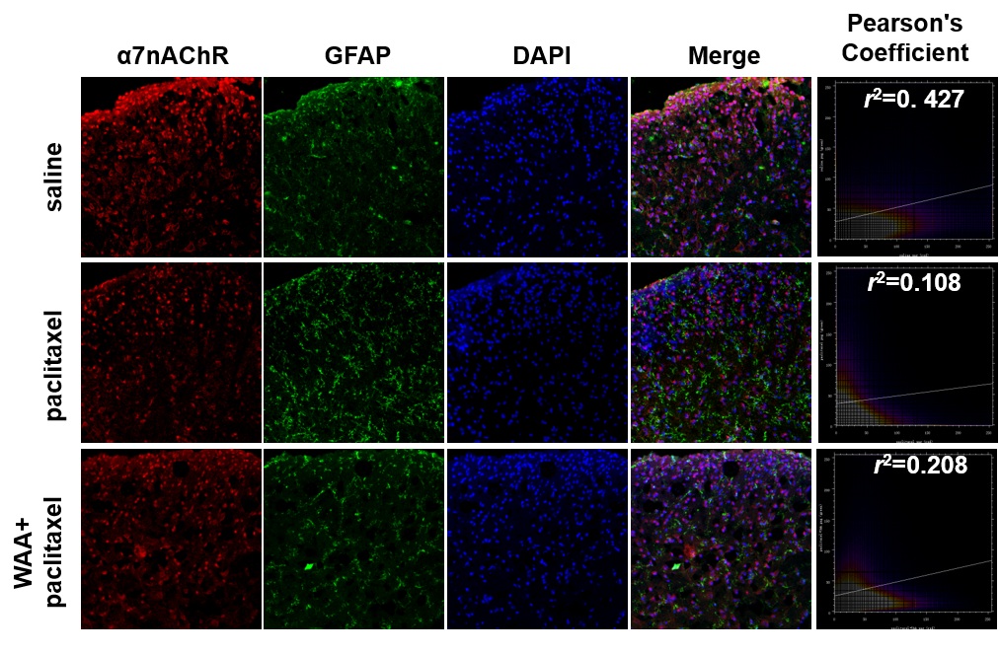 Pearson's
Coefficient
α7nAChR GFAP DAPI Merge
saline
r²=0. 427
paclitaxel
r²=0.108
WAA+
paclitaxel
r²=0.208